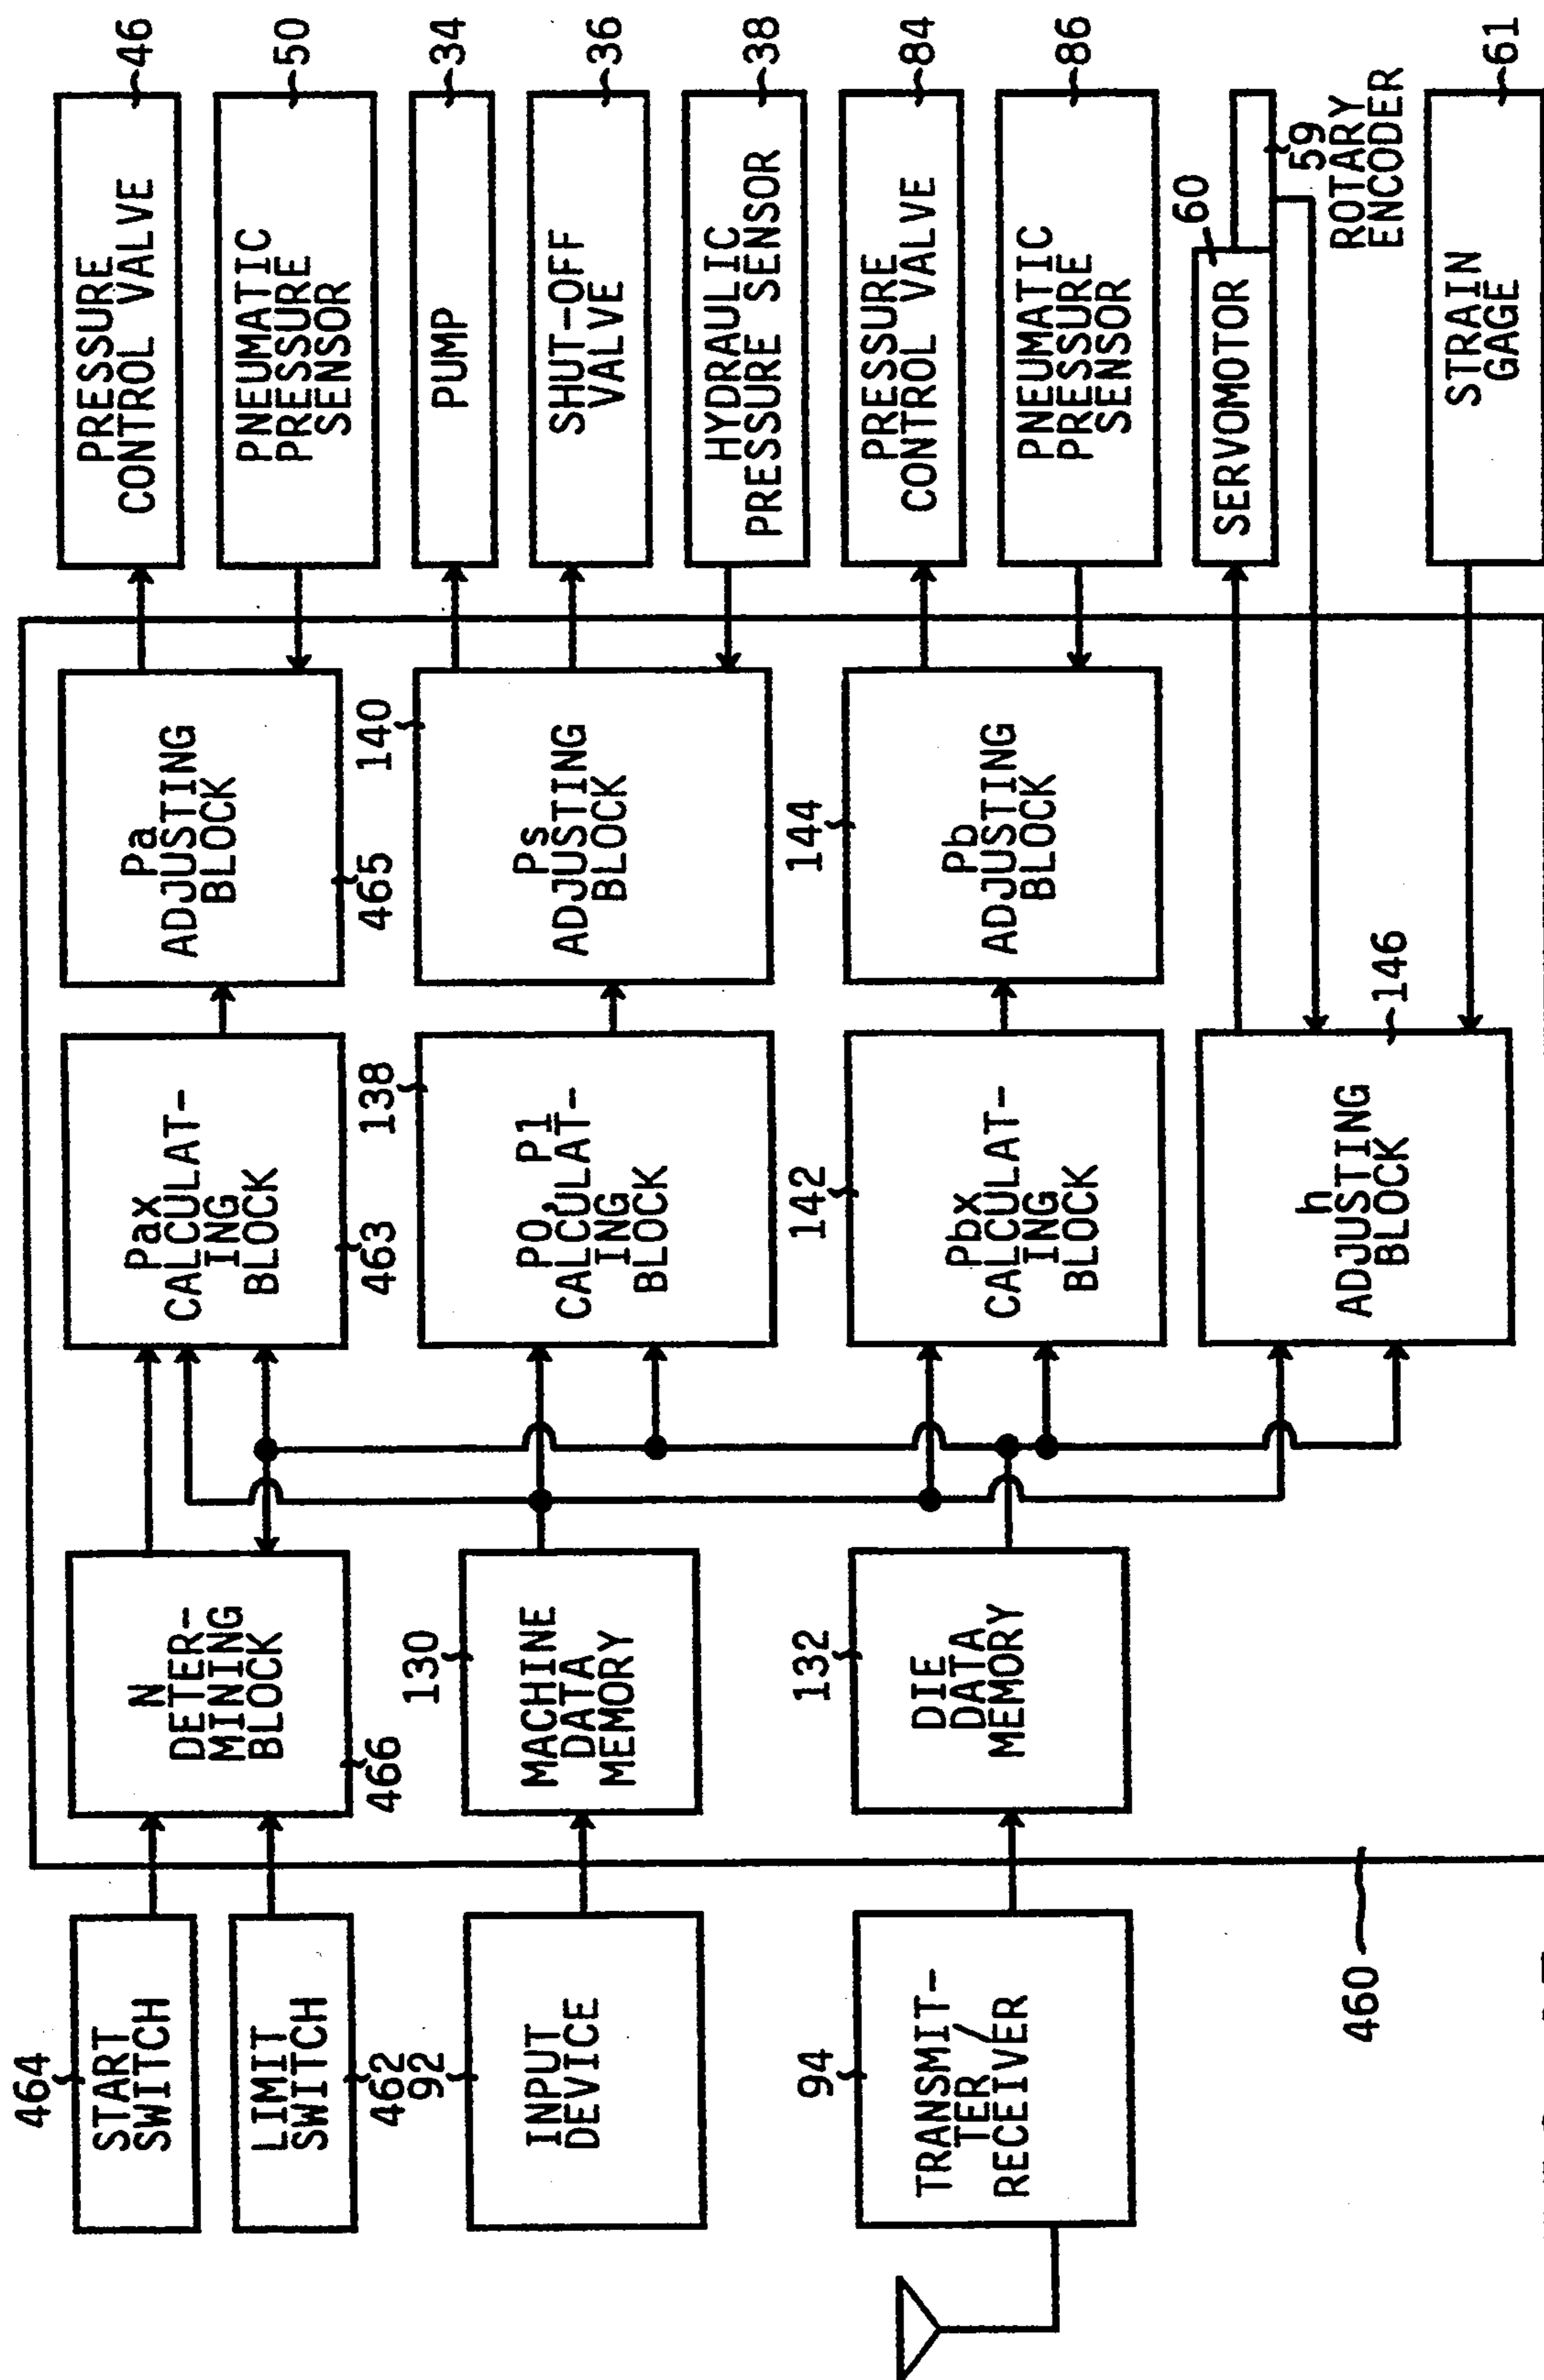 464
START
SWITCH
LIMIT
SWITCH
462
92
INPUT
DEVICE
94
TRANSMIT-
TER /
RECEIVER
460
N
DETER-
MINING
BLOCK
466
130
MACHINE
DATA
MEMORY
132
DIE
DATA
MEMORY
Pax
CALCULAT-
ING
BLOCK
463
138
P0, P1
CALCULAT-
ING
BLOCK
142
Pbx
CALCULAT-
ING
BLOCK
h
ADJUSTING
BLOCK
146
Pa
ADJUSTING
BLOCK
465
140
Ps
ADJUSTING
BLOCK
144
Pb
ADJUSTING
BLOCK
PRESSURE
CONTROL VALVE
46
PNEUMATIC
PRESSURE
SENSOR
50
PUMP
34
SHUT-OFF
VALVE
36
HYDRAULIC
PRESSURE SENSOR
38
PRESSURE
CONTROL VALVE
84
PNEUMATIC
PRESSURE
SENSOR
86
SERVOMOTOR
60
59
ROTARY
ENCODER
STRAIN
GAGE
61